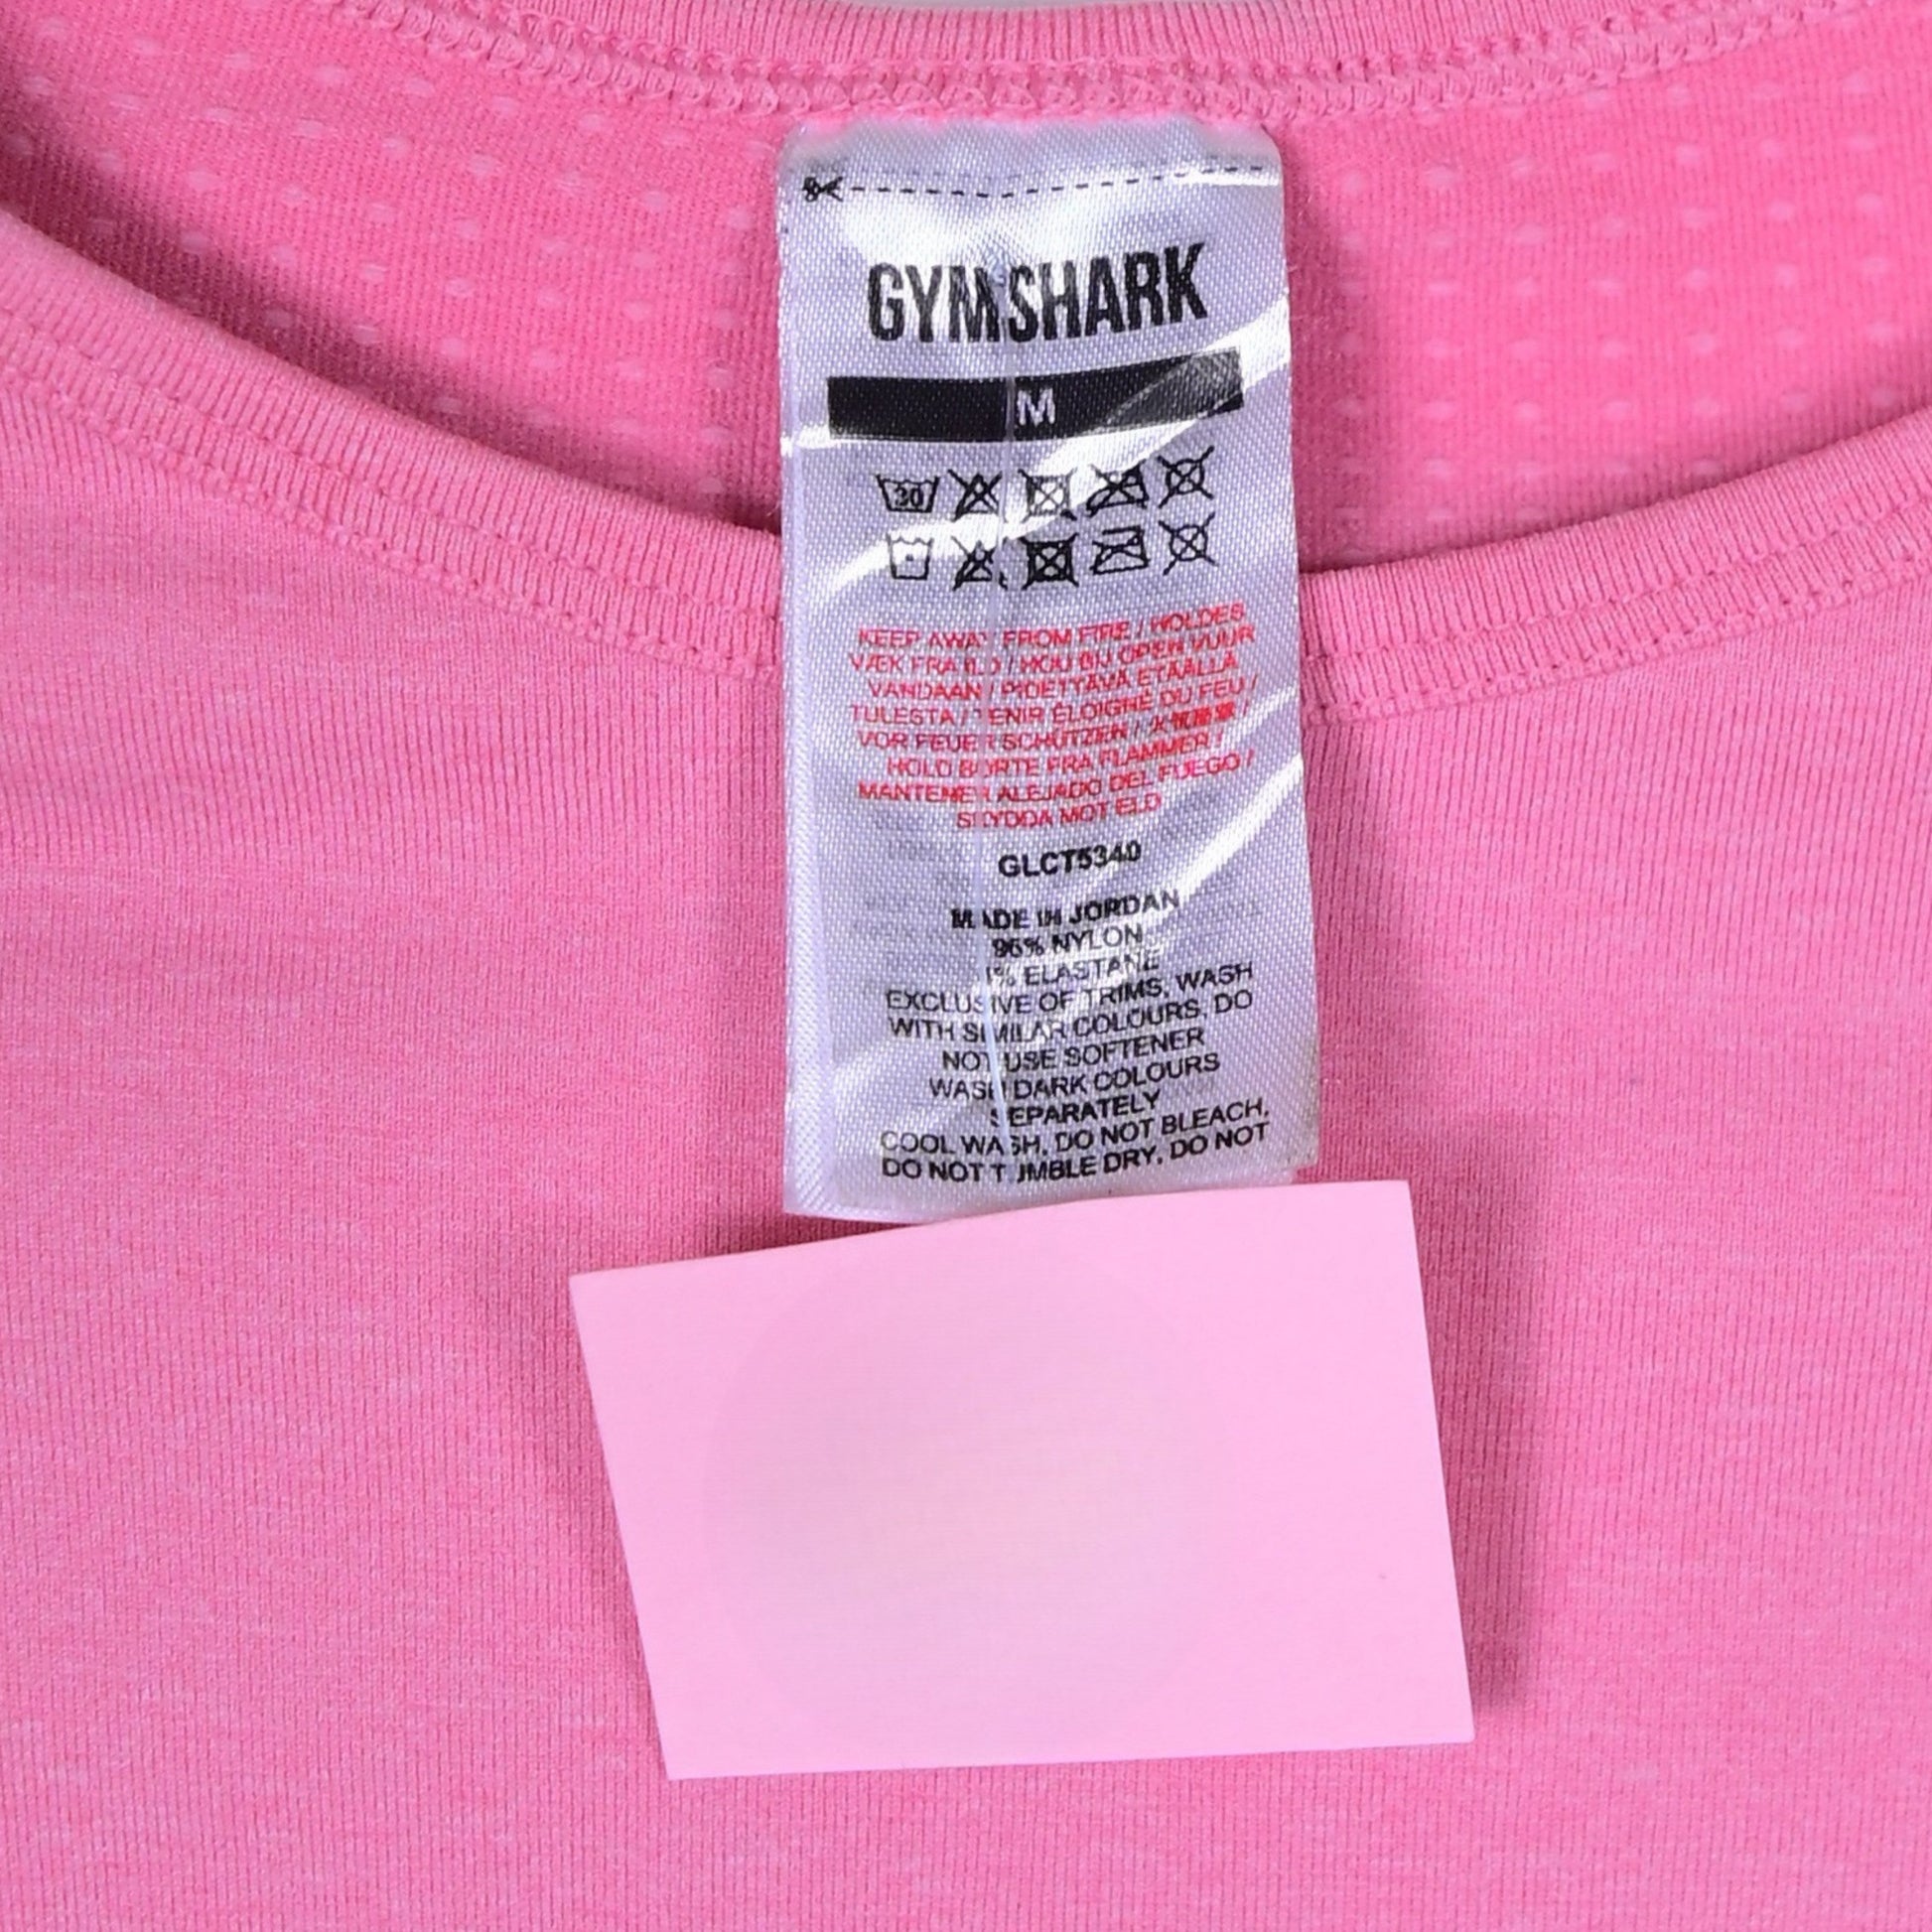 GYMSHARK
M
30
KEEP AWAY FROM FIRE / HOLDES
VÆK FRA ILD / HOU BIJ OPEN VUUR
VANDAAN / PIDETTÄVÄ ETÄÄLLÄ
TULESTA / TENIR ÉLOIGNÉ DU FEU /
VOR FEUER SCHÜTZEN /
HOLD BORTE FRA FLAMMER /
MANTENER ALEJADO DEL FUEGO /
SKYDDA MOT ELD
GLCT5340
MADE IN JORDAN
NYLON
ELASTANE
EXCLUSIVE OF TRIMS, WASH
WITH SIMILAR COLOURS, DO
NOT USE SOFTENER
WASH DARK COLOURS
SEPARATELY
COOL WASH, DO NOT BLEACH,
DO NOT TUMBLE DRY, DO NOT